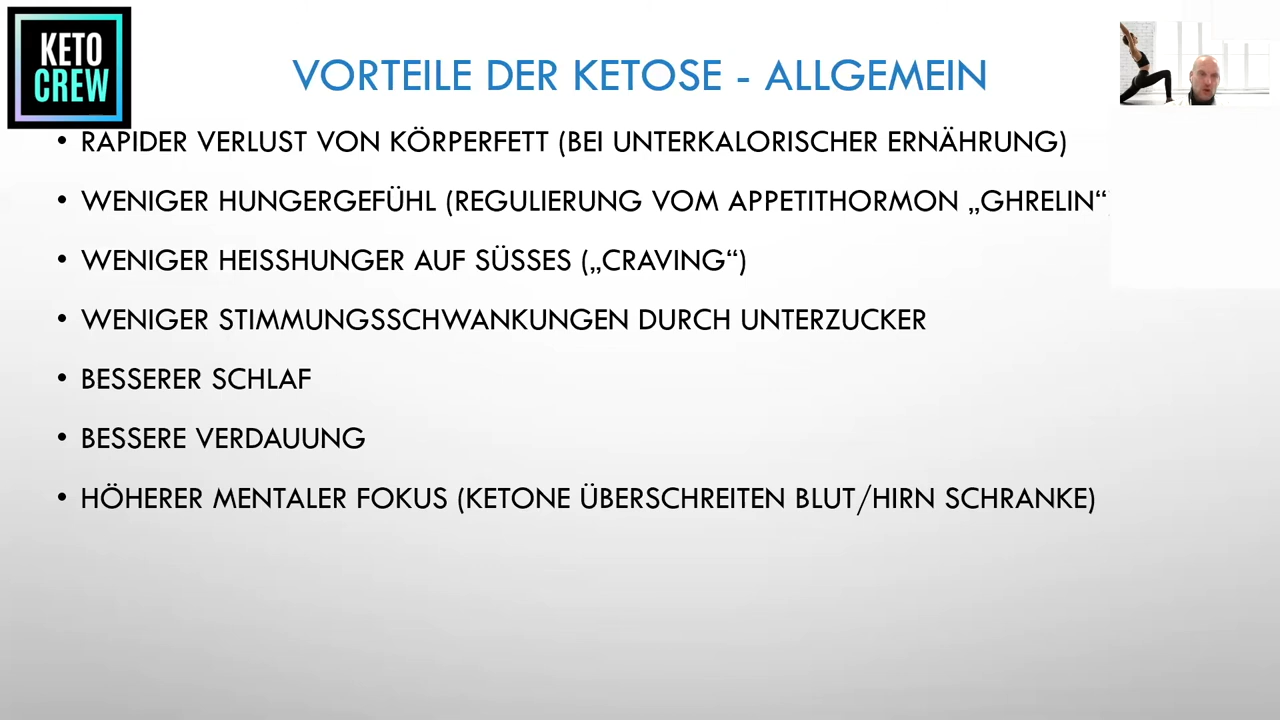 KETO
CREW
VORTEILE DER KETOSE - ALLGEMEIN
• RAPIDER VERLUST VON KÖRPERFETT (BEI UNTERKALORISCHER ERNÄHRUNG)
• WENIGER HUNGERGEFÜHL (REGULIERUNG VOM APPETITHORMON „GHRELIN“)
• WENIGER HEISSHUNGER AUF SÜSSES („CRAVING“)
• WENIGER STIMMUNGSSCHWANKUNGEN DURCH UNTERZUCKER
• BESSERER SCHLAF
• BESSERE VERDAUUNG
• HÖHERER MENTALER FOKUS (KETONE ÜBERSCHREITEN BLUT/HIRN SCHRANKE)